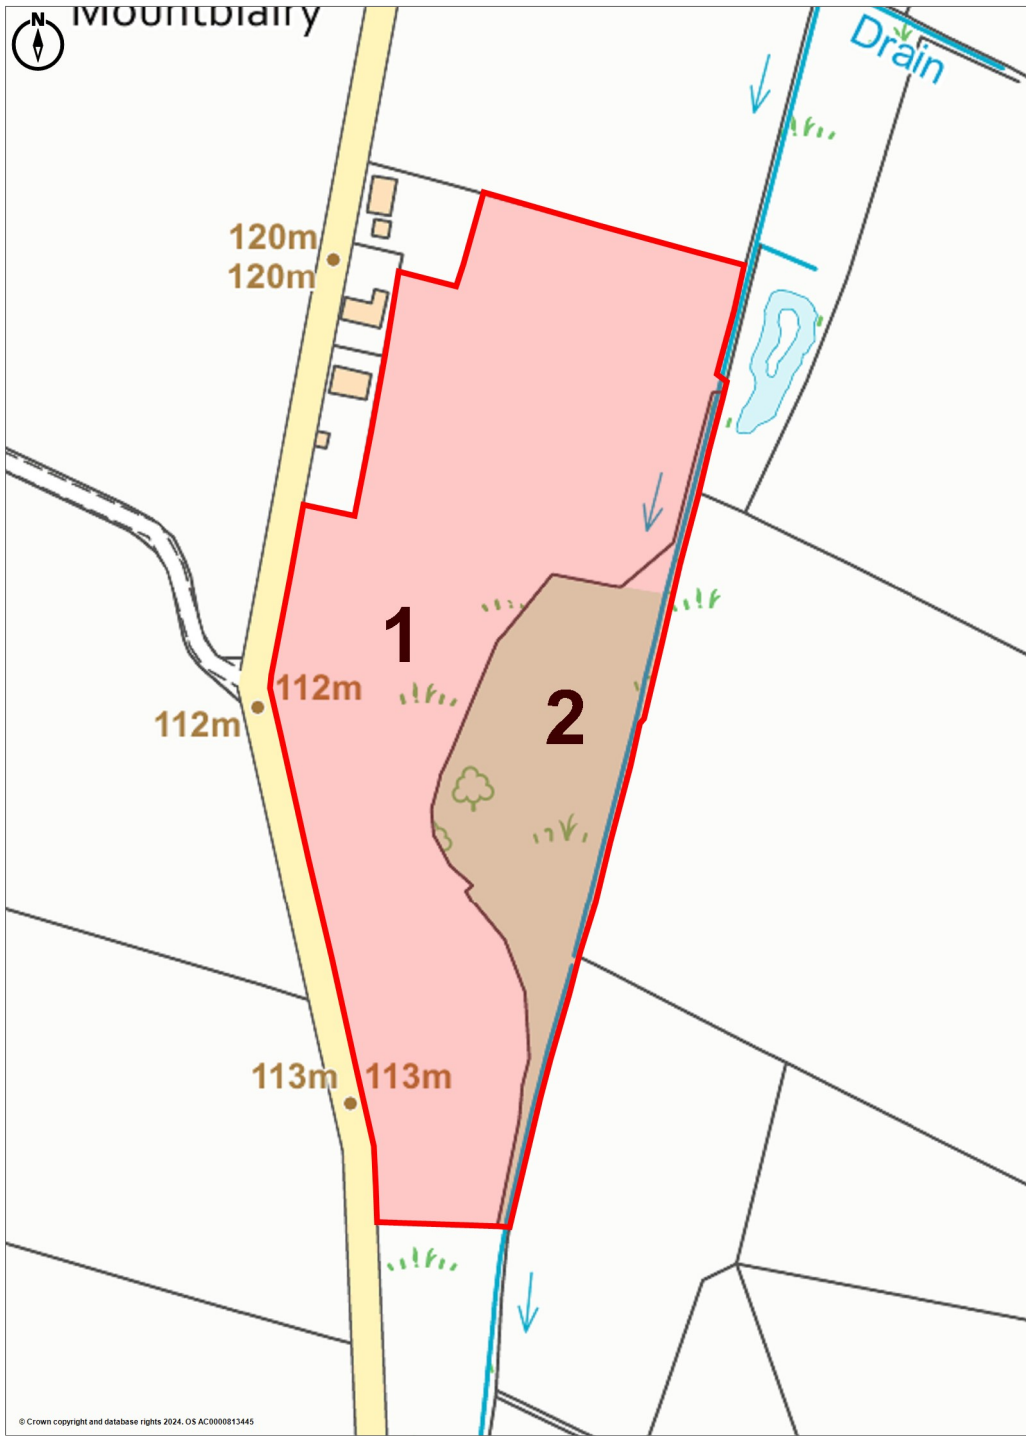 N
Mountblairy
Drain
120m
120m
1
112m
112m
2
113m
113m
© Crown copyright and database rights 2024. OS AC0000813445